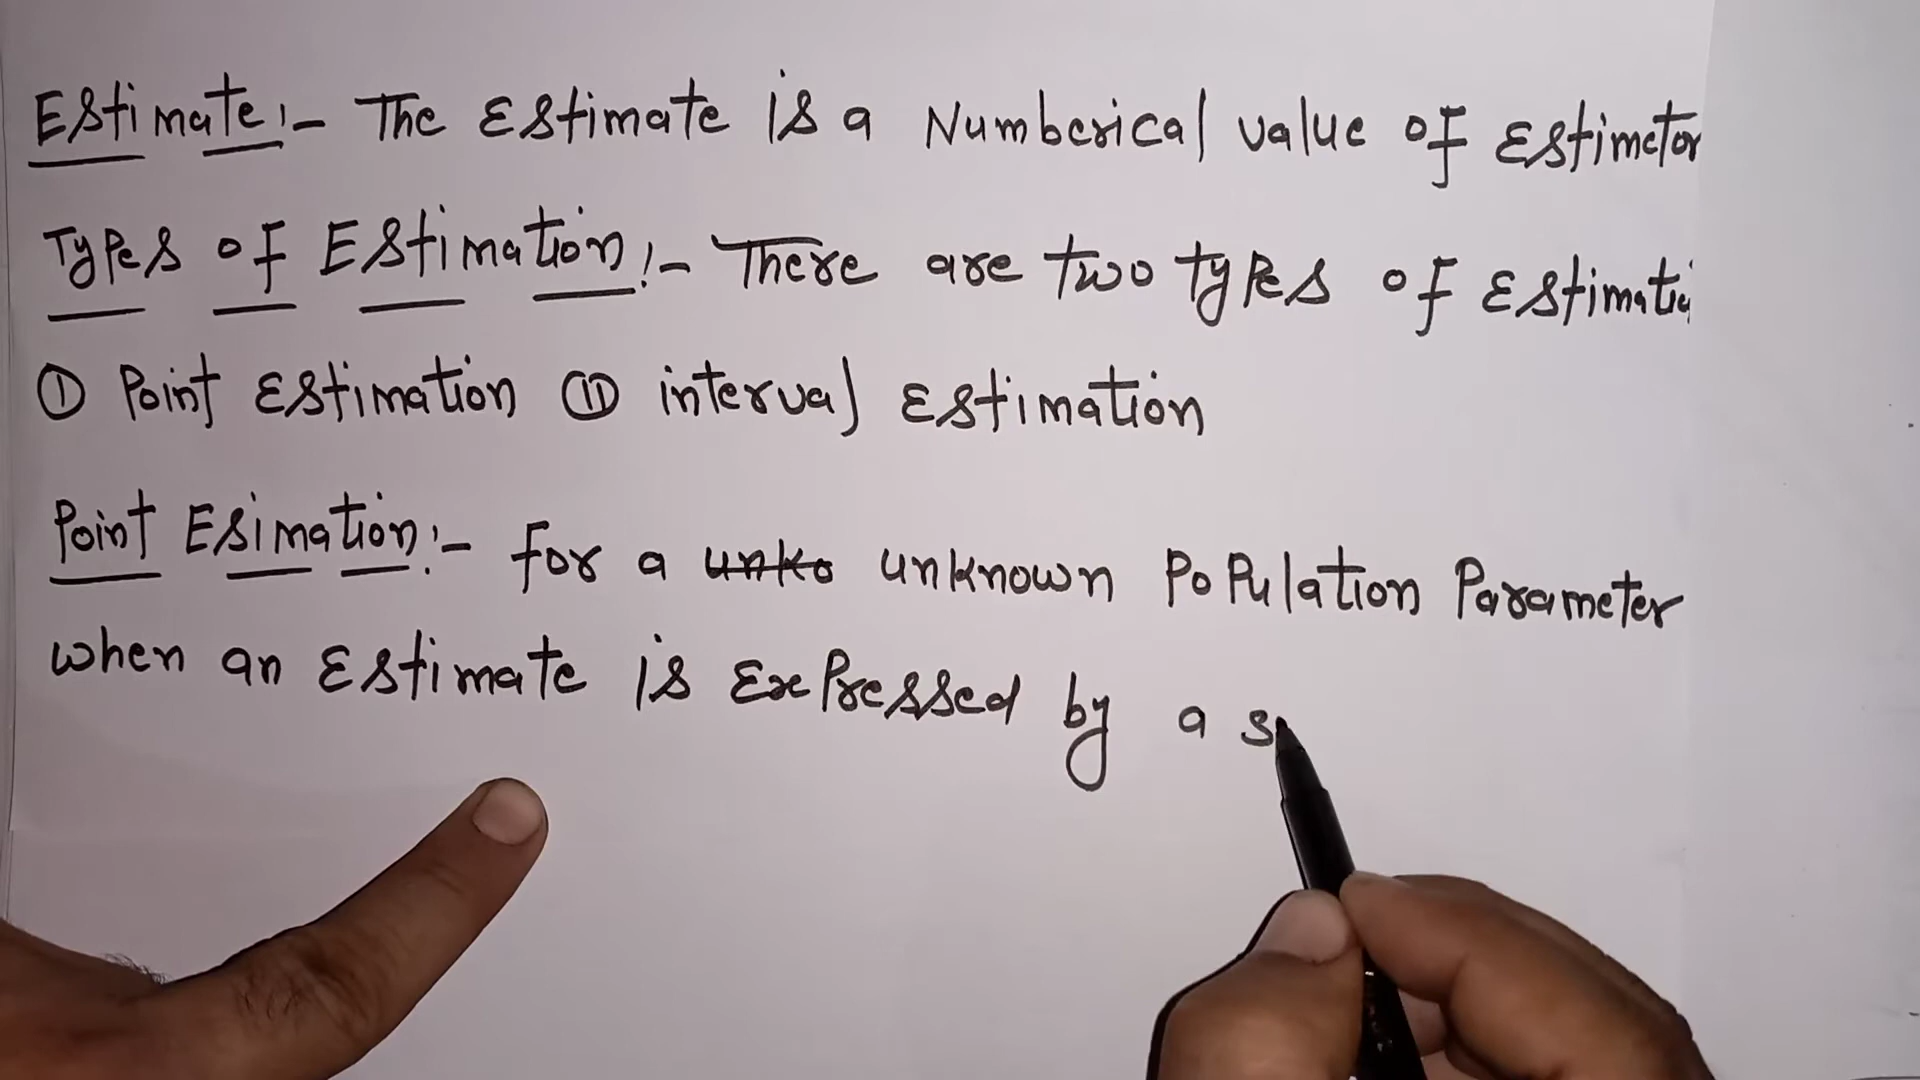 Estimate:- The Estimate is a Numberical value of Estimator
Types of Estimation:- There are two types of Estimati
① Point Estimation ⑪ interval Estimation
Point Esimation:- for a unko unknown Population Parameter
when an Estimate is Expressed by a s